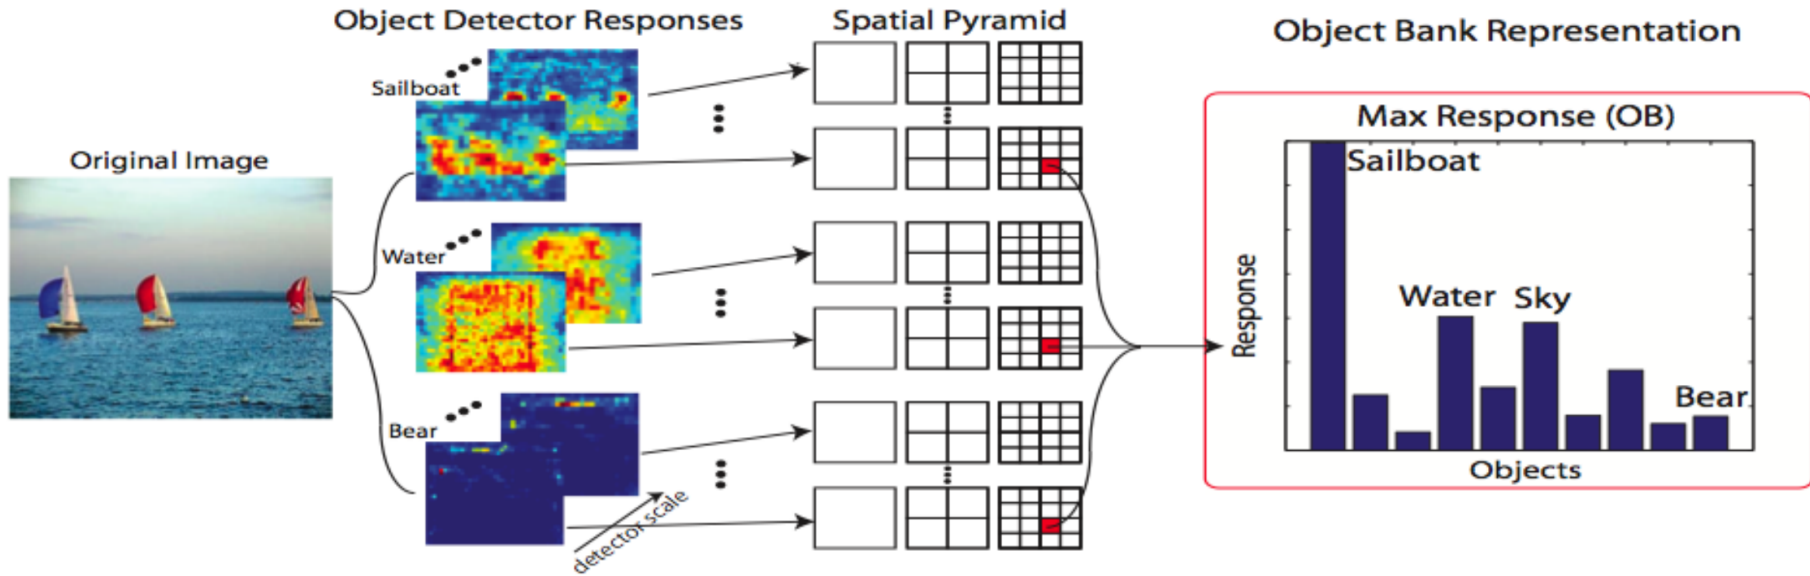 Object Detector Responses
Spatial Pyramid
Object Bank Representation
Original Image
Sailboat
Water
Bear
detector scale
Max Response (OB)
Sailboat
Water
Sky
Bear
Response
Objects